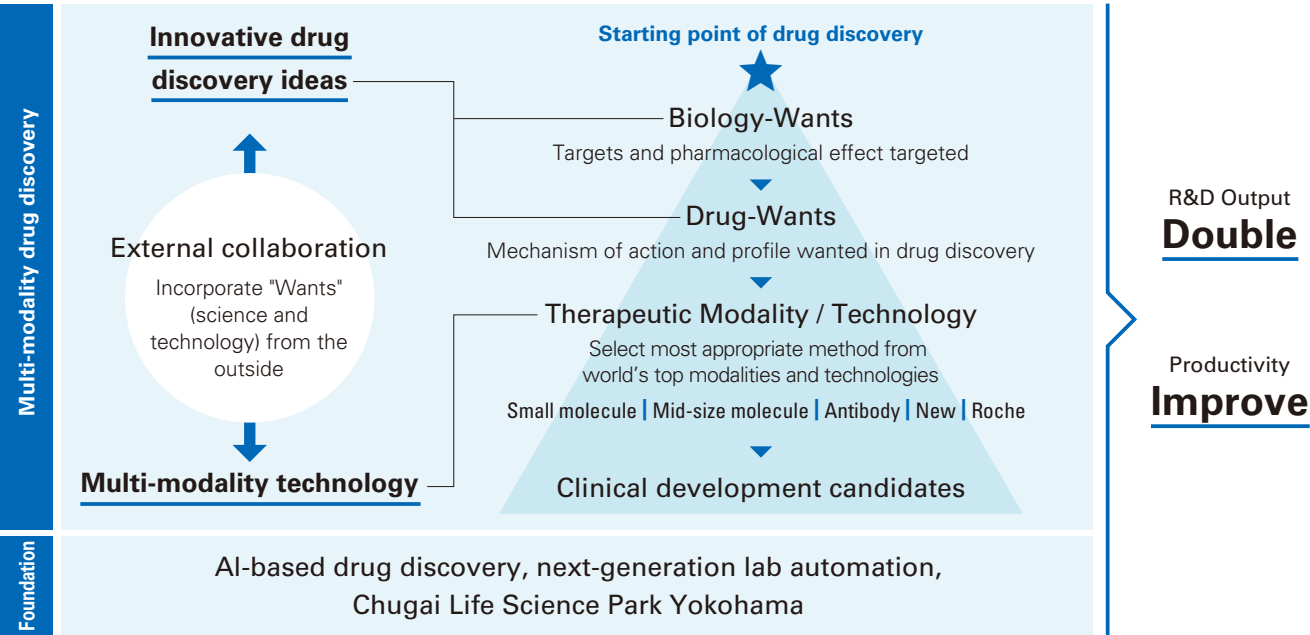 Multi-modality drug discovery
Innovative drug
discovery ideas
External collaboration
Incorporate "Wants"
(science and
technology) from the
outside
Multi-modality technology
Starting point of drug discovery
Biology-Wants
Targets and pharmacological effect targeted
Drug-Wants
Mechanism of action and profile wanted in drug discovery
Therapeutic Modality / Technology
Select most appropriate method from
world's top modalities and technologies
Small molecule | Mid-size molecule | Antibody | New | Roche
Clinical development candidates
R&D Output
Double
Productivity
Improve
Foundation
AI-based drug discovery, next-generation lab automation,
Chugai Life Science Park Yokohama